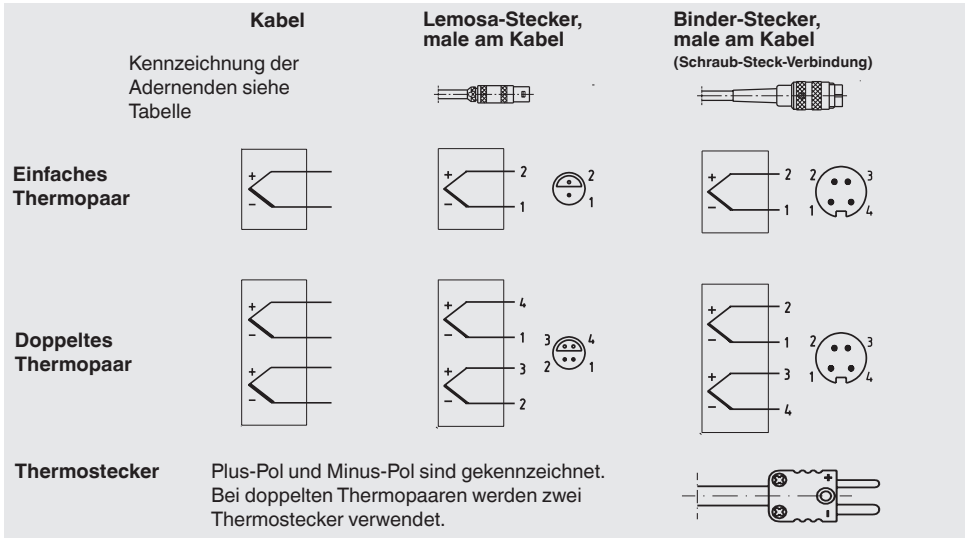 Kabel
Lemosa-Stecker,
male am Kabel
Binder-Stecker,
male am Kabel
(Schraub-Steck-Verbindung)
Kennzeichnung der
Adernenden siehe
Tabelle
Einfaches
Thermopaar
+
–
+
–
2
1
2
1
+
–
2
1
2
3
1
4
Doppeltes
Thermopaar
+
–
+
–
+
–
+
–
4
1
3
2
3
4
2
1
+
–
+
–
2
1
3
4
2
3
1
4
Thermostecker
Plus-Pol und Minus-Pol sind gekennzeichnet.
Bei doppelten Thermopaaren werden zwei
Thermostecker verwendet.
+
–